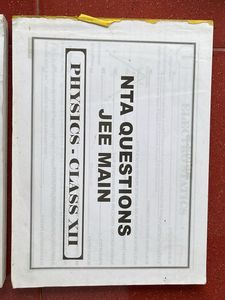 NTA QUESTIONS
JEE MAIN
PHYSICS - CLASS XII